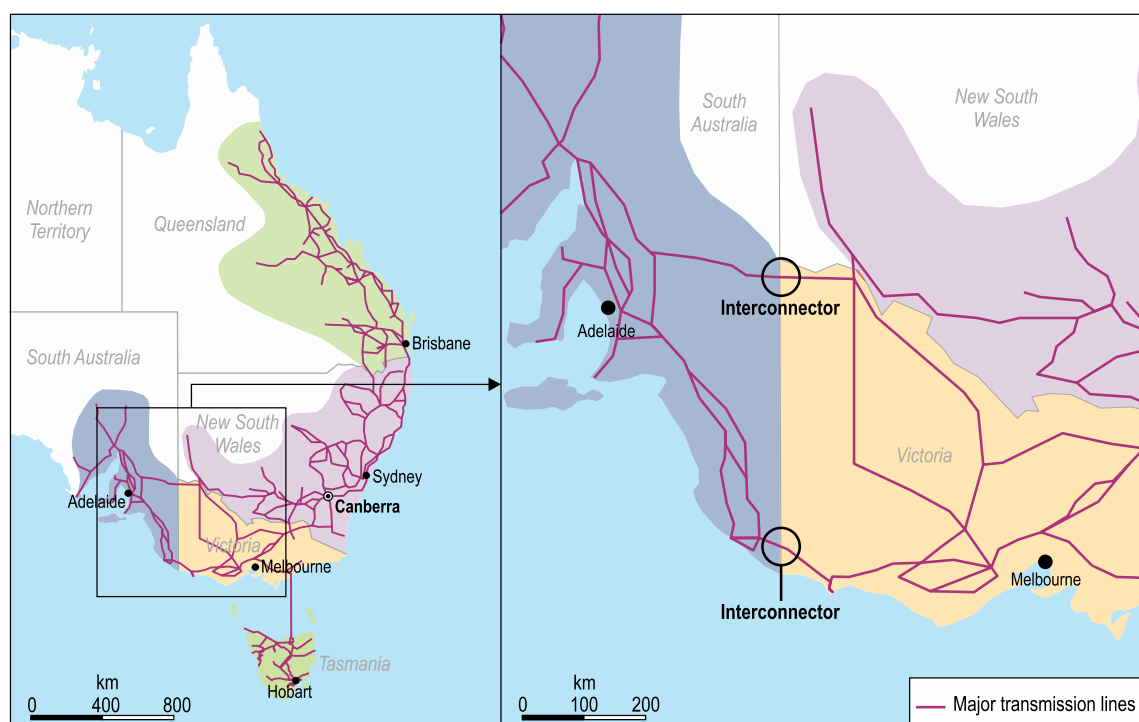 Northern
Territory
Queensland
South Australia
Brisbane
New South
Wales
Sydney
Adelaide
Canberra
Victoria
Melbourne
Tasmania
Hobart
km
0 400 800
South
Australia
New South
Wales
Interconnector
Adelaide
Victoria
Melbourne
Interconnector
km
0 100 200
Major transmission lines